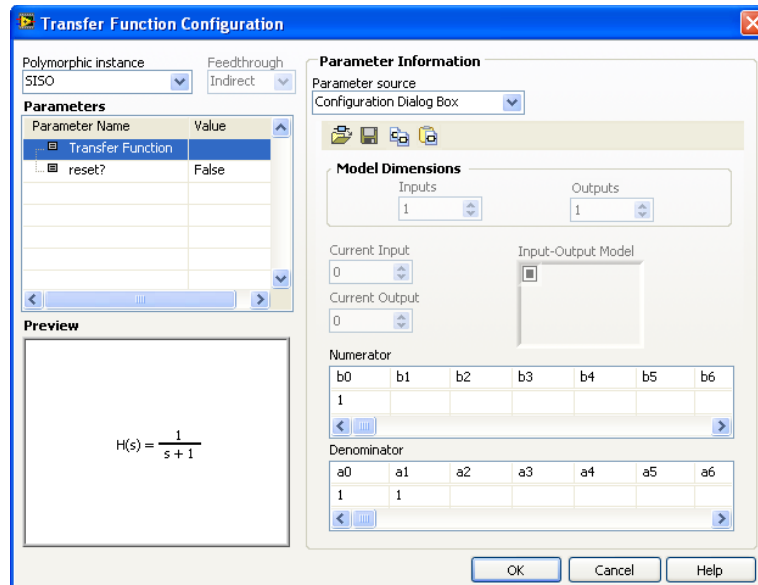 Transfer Function Configuration
Polymorphic instance
Feedthrough
SISO
Indirect
Parameters
Parameter Name Value
Transfer Function
reset? False
Preview
H(s) = 1 / s + 1
Parameter Information
Parameter source
Configuration Dialog Box
Model Dimensions
Inputs
Outputs
1
1
Current Input
0
Current Output
0
Input-Output Model
Numerator
b0 b1 b2 b3 b4 b5 b6
1
Denominator
a0 a1 a2 a3 a4 a5 a6
1 1
OK Cancel Help